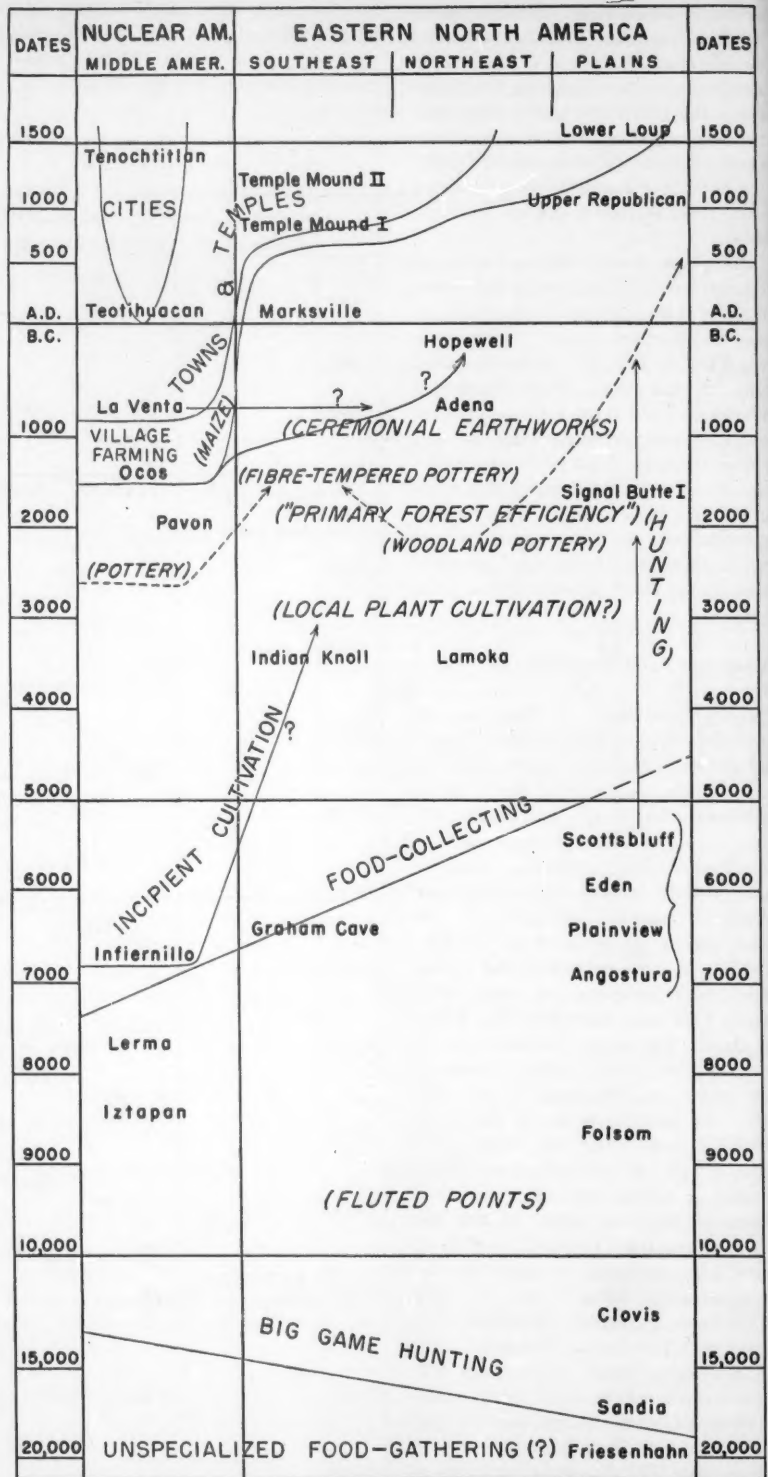 DATES NUCLEAR AM. EASTERN NORTH AMERICA DATES
MIDDLE AMER. SOUTHEAST NORTHEAST PLAINS
1500 Lower Loup 1500
Tenochtitlan
Temple Mound II
1000 CITIES TEMPLES Upper Republican 1000
Temple Mound I
500 & 500
A.D. Teotihuacan Marksville A.D.
B.C. B.C.
TOWNS Hopewell
? ?
La Venta Adena
1000 VILLAGE (MAIZE) (CEREMONIAL EARTHWORKS) 1000
FARMING
Ocos (FIBRE-TEMPERED POTTERY)
Signal Butte I
2000 Pavon ("PRIMARY FOREST EFFICIENCY") (HUNTING) 2000
(WOODLAND POTTERY)
(POTTERY)
3000 (LOCAL PLANT CULTIVATION?) 3000
Indian Knoll Lamoka
4000 ? 4000
INCIPIENT CULTIVATION
5000 5000
FOOD-COLLECTING Scottsbluff
6000 Eden 6000
Graham Cave Plainview
Infiernillo
7000 Angostura 7000
Lerma
8000 8000
Iztapan
Folsom
9000 9000
(FLUTED POINTS)
10,000 10,000
Clovis
BIG GAME HUNTING
15,000 15,000
Sandia
20,000 UNSPECIALIZED FOOD-GATHERING (?) Friesenhahn 20,000